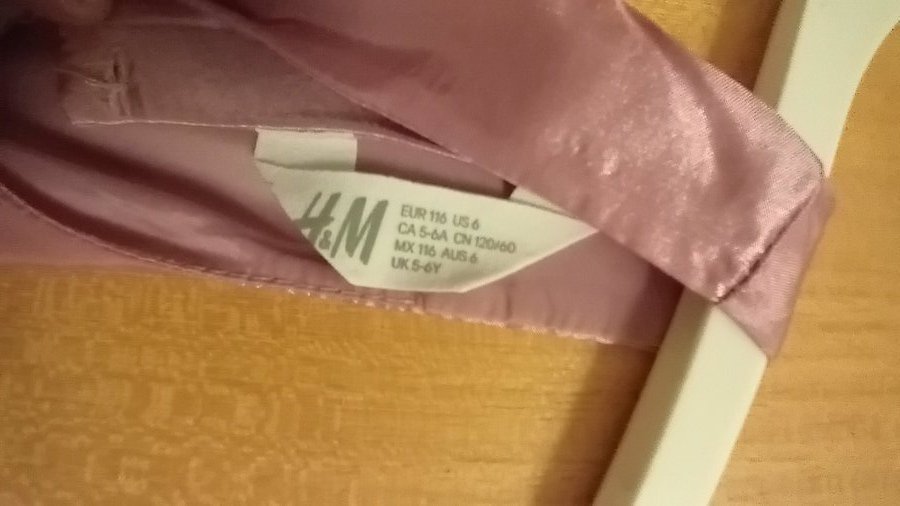 H&M
EUR 116 US 6
CA 5-6A CN 120/60
MX 116 AUS 6
UK 5-6Y